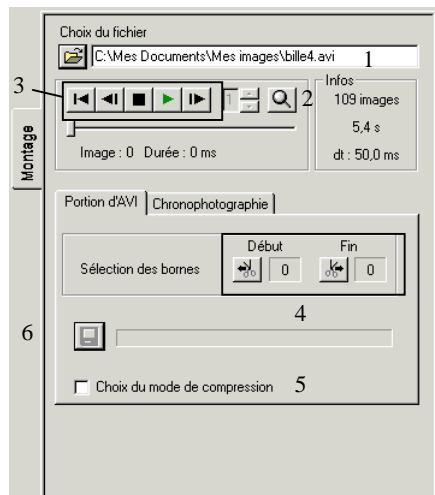 Choix du fichier
C:\Mes Documents\Mes images\bille4.avi 1
3
1 2
Infos
109 images
5,4 s
dt : 50,0 ms
Image : 0 Durée : 0 ms
Montage
Portion d'AVI Chronophotographie
Début Fin
Sélection des bornes 0 0
4
6
Choix du mode de compression 5